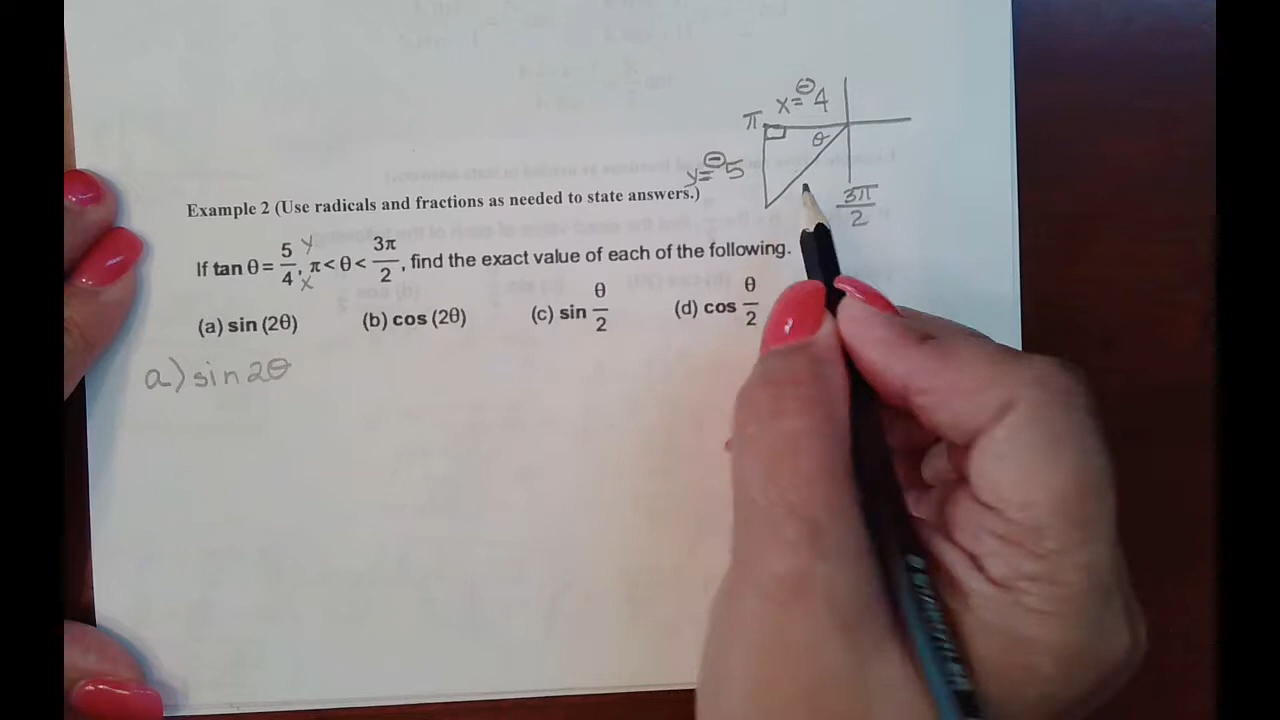 x=⊖4
π
θ
y=⊖5
3π/2
Example 2 (Use radicals and fractions as needed to state answers.)
If tan θ = 5/4, π < θ < 3π/2, find the exact value of each of the following.
y
x
(a) sin (2θ) (b) cos (2θ) (c) sin θ/2 (d) cos θ/2
a) sin 2θ